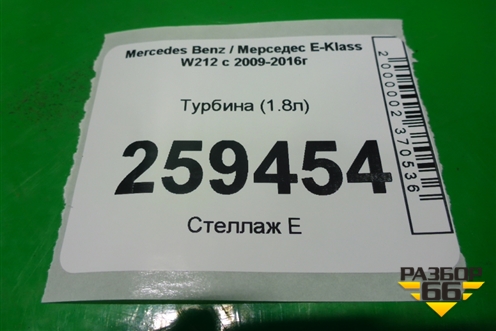 Mercedes Benz / Мерседес E-Klass
W212 с 2009-2016г
Турбина (1.8л)
259454
Стеллаж Е
2000002370536
РАЗБОР
66